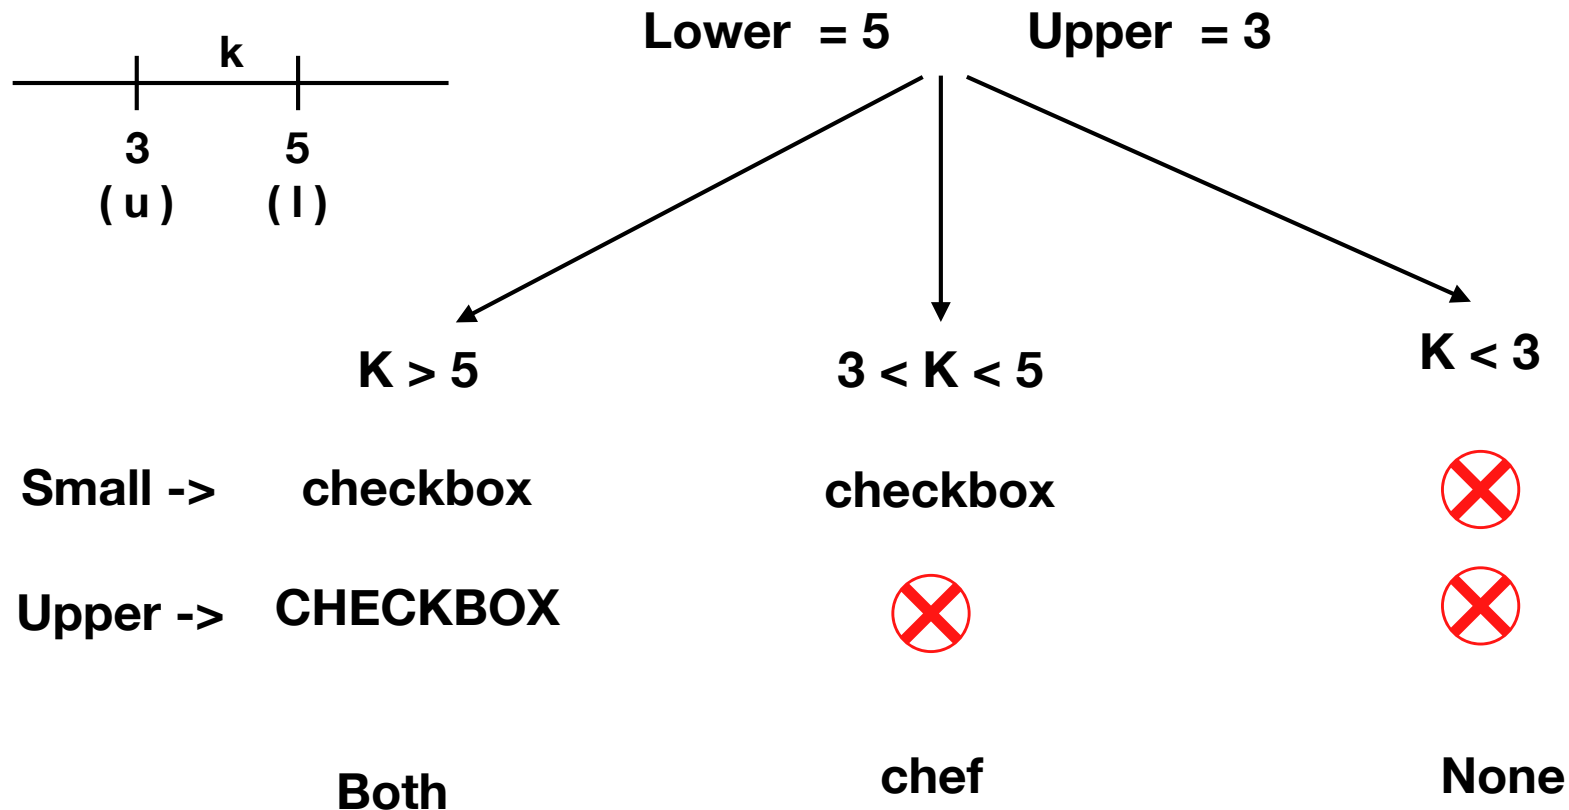 Lower = 5 Upper = 3
k
3 5
( u ) ( l )
K > 5 3 < K < 5 K < 3
Small -> checkbox checkbox
Upper -> CHECKBOX
Both chef None